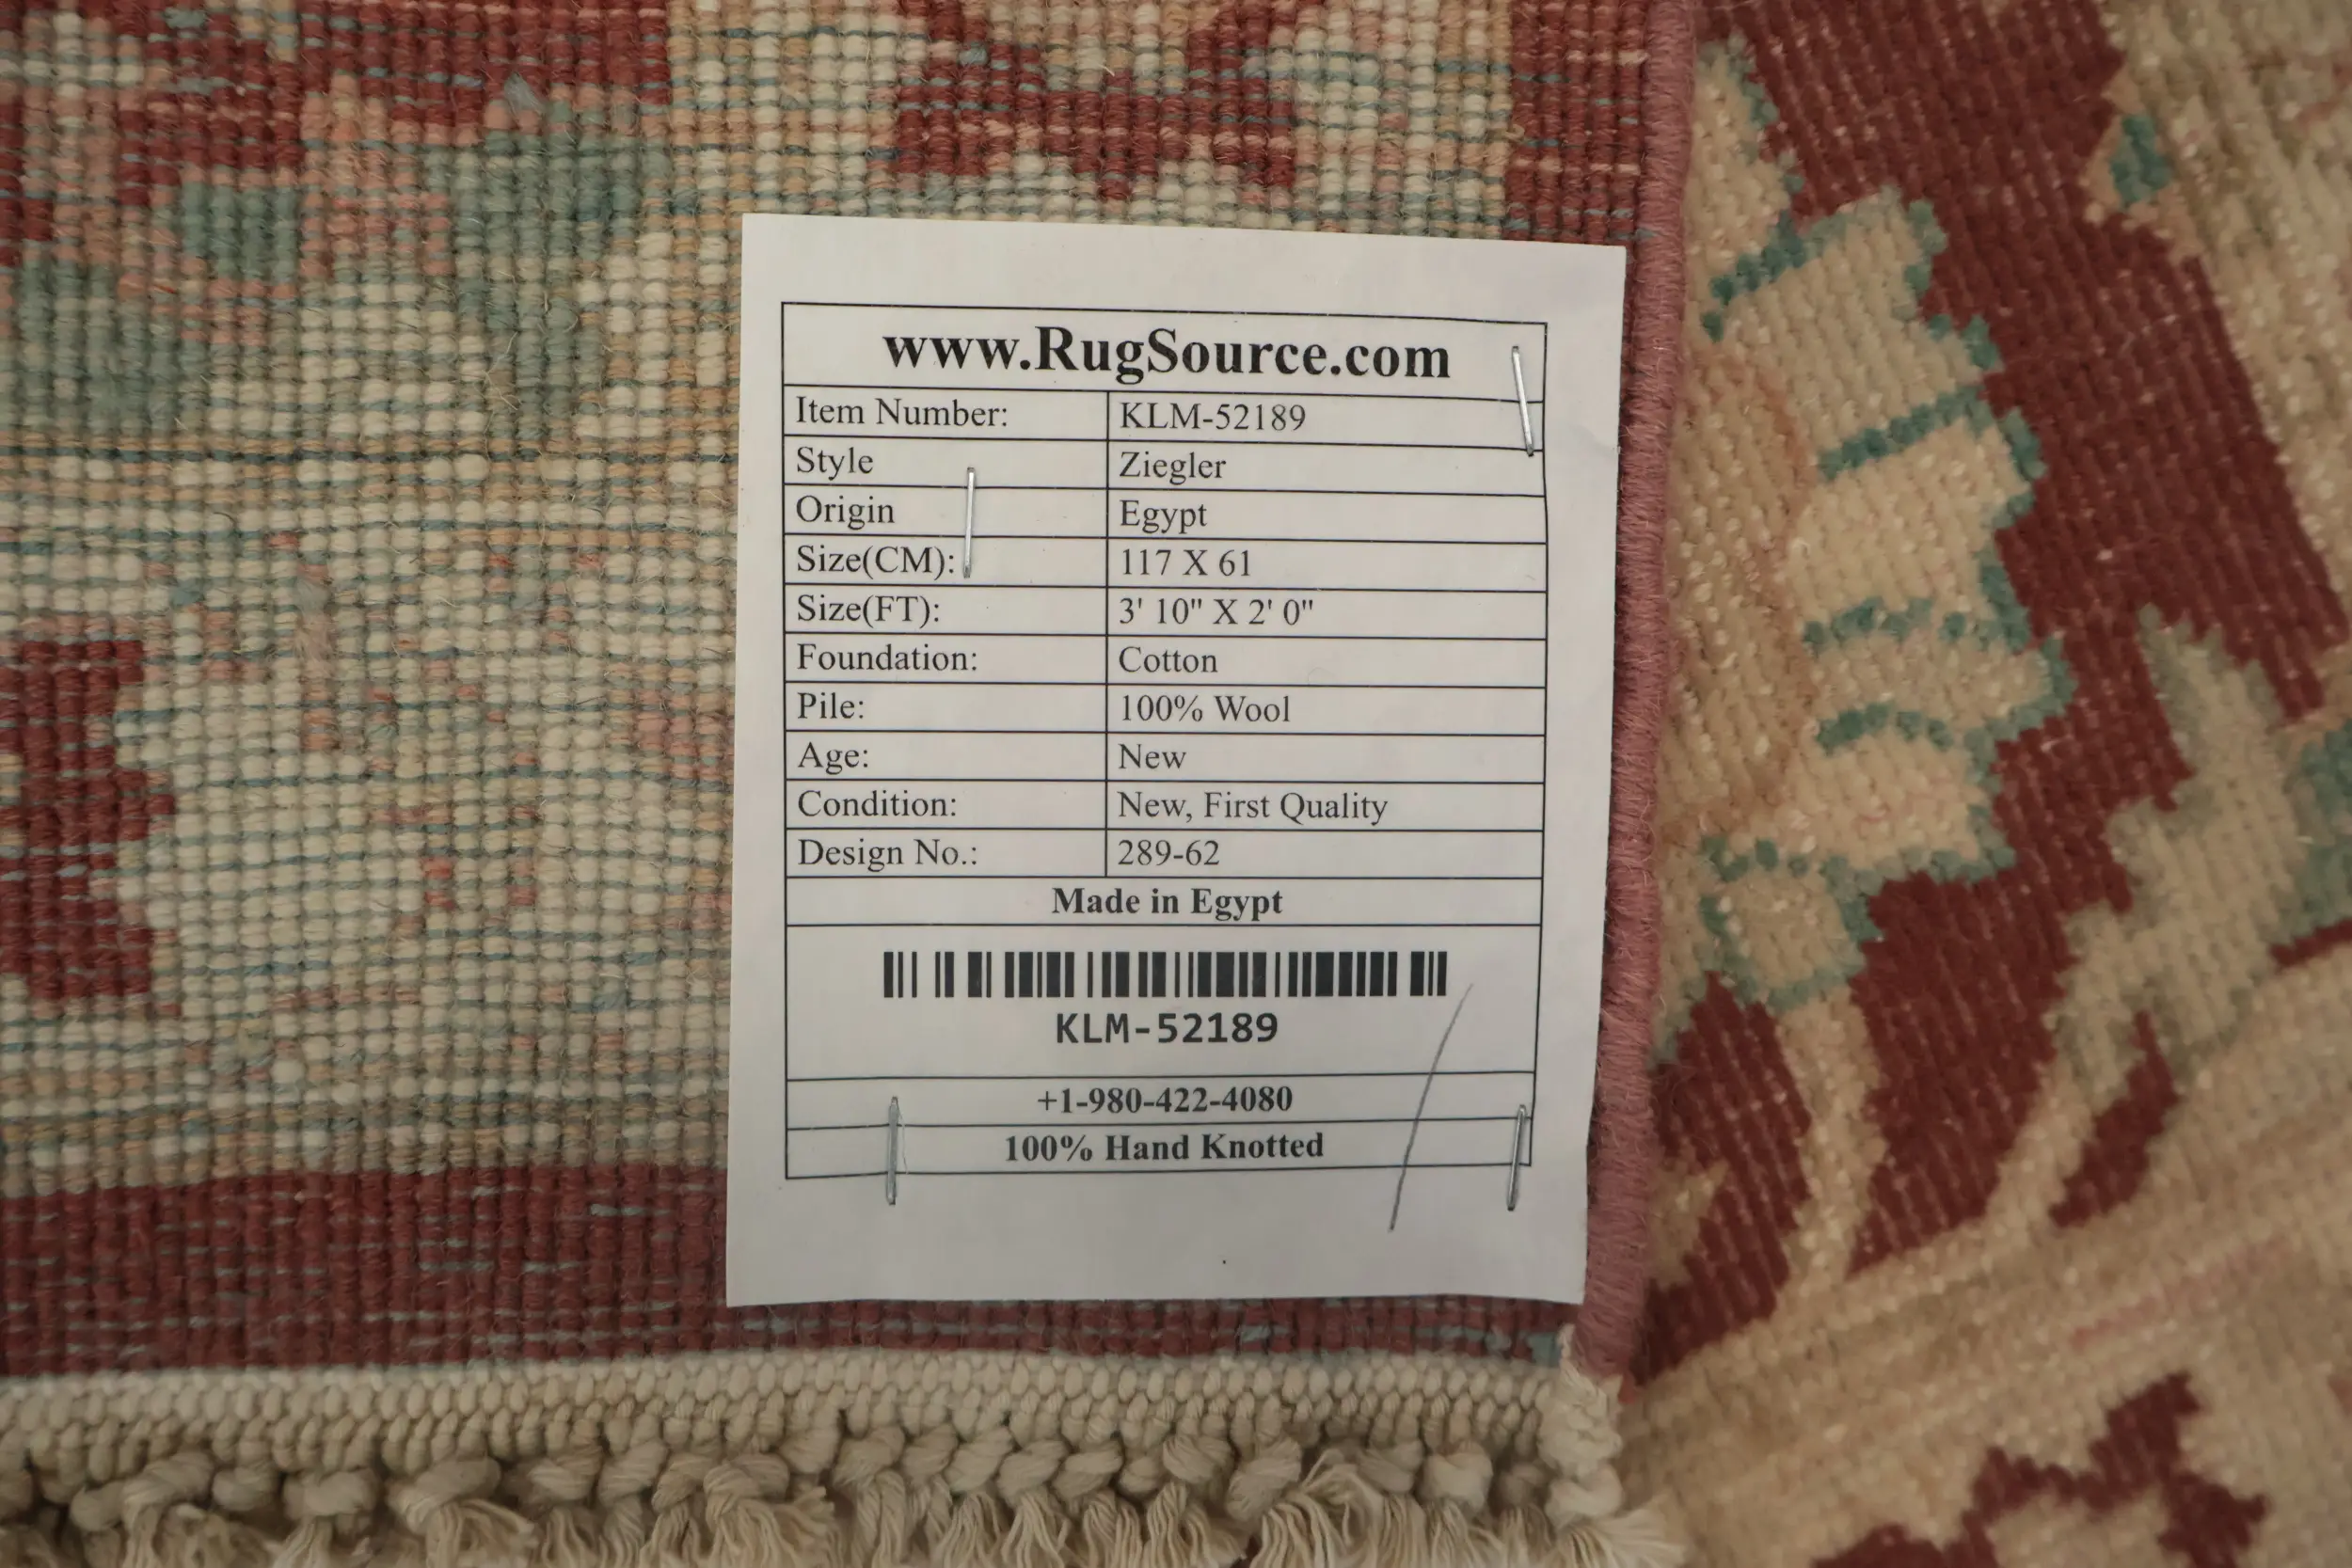 www.RugSource.com
Item Number: KLM-52189
Style Ziegler
Origin Egypt
Size(CM): 117 X 61
Size(FT): 3' 10" X 2' 0"
Foundation: Cotton
Pile: 100% Wool
Age: New
Condition: New, First Quality
Design No.: 289-62
Made in Egypt
KLM-52189
+1-980-422-4080
100% Hand Knotted